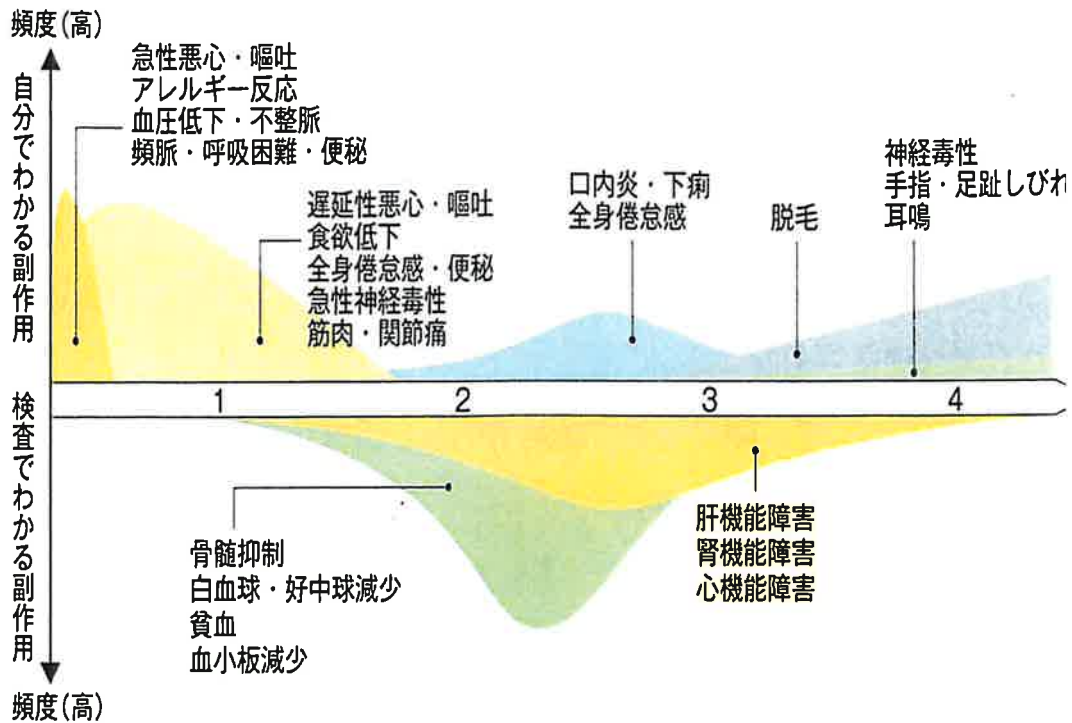 頻度(高)
自分でわかる副作用
急性悪心・嘔吐
アレルギー反応
血圧低下・不整脈
頻脈・呼吸困難・便秘
遅延性悪心・嘔吐
食欲低下
全身倦怠感・便秘
急性神経毒性
筋肉・関節痛
口内炎・下痢
全身倦怠感
脱毛
神経毒性
手指・足趾しびれ
耳鳴
1 2 3 4
検査でわかる副作用
骨髄抑制
白血球・好中球減少
貧血
血小板減少
肝機能障害
腎機能障害
心機能障害
頻度(高)